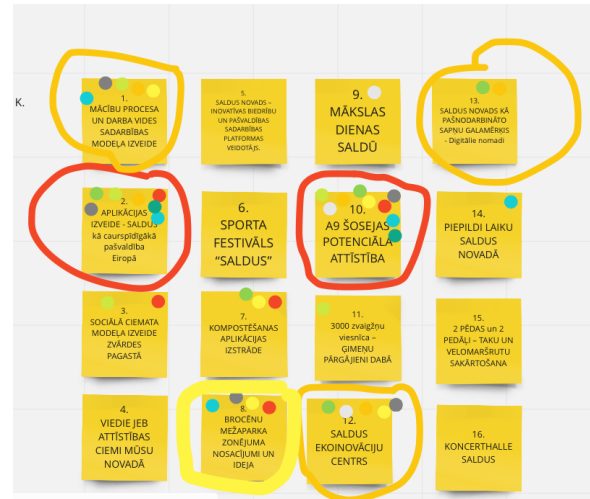 K.
1.
MĀCĪBU PROCESA
UN DARBA VIDES
SADARBĪBAS
MODEĻA IZVEIDE
5.
SALDUS NOVADS –
INOVATĪVAS BIEDRĪBU
UN PAŠVALDĪBAS
SADARBĪBAS
PLATFORMAS
VEIDOTĀJS.
9.
MĀKSLAS
DIENAS
SALDŪ
13.
SALDUS NOVADS KĀ
PAŠNODARBINĀTO
SAPŅU GALAMĒRĶIS
- Digitālie nomadi
2.
APLIKĀCIJAS
IZVEIDE - SALDUS
kā caurspīdīgākā
pašvaldība
Eiropā
6.
SPORTA
FESTIVĀLS
“SALDUS”
10.
A9 ŠOSEJAS
POTENCIĀLA
ATTĪSTĪBA
14.
PIEPILDI LAIKU
SALDUS
NOVADĀ
3.
SOCIĀLĀ CIEMATA
MODEĻA IZVEIDE
ZVĀRDES
PAGASTĀ
7.
KOMPOSTĒŠANAS
APLIKĀCIJAS
IZSTRĀDE
11.
3000 zvaigžņu
viesnīca –
ĢIMEŅU
PĀRGĀJIENI DABĀ
15.
2 PĒDAS un 2
PEDĀĻI – TAKU UN
VELOMARŠRUTU
SAKĀRTOŠANA
4.
VIEDIE JEB
ATTĪSTĪBAS
CIEMI MŪSU
NOVADĀ
8.
BROCĒNU
MEŽAPARKA
ZONĒJUMA
NOSACĪJUMI UN
IDEJA
12.
SALDUS
EKOINOVĀCIJU
CENTRS
16.
KONCERTHALLE
SALDUS